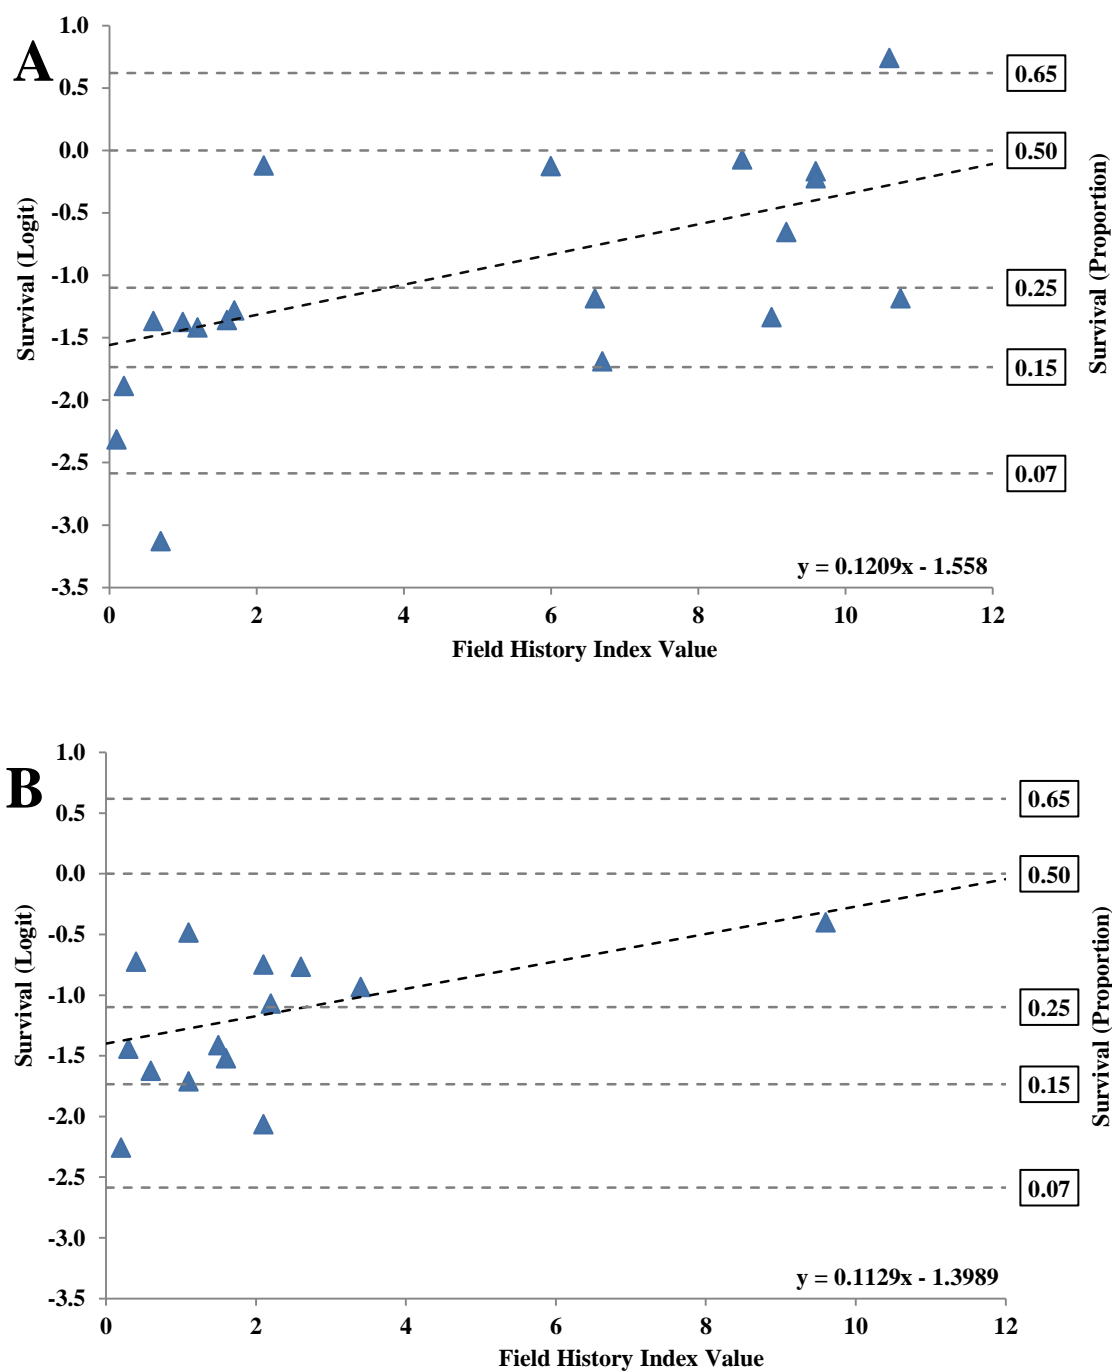 A
1.0
0.5
0.0
-0.5
-1.0
-1.5
-2.0
-2.5
-3.0
-3.5
Survival (Logit)
0.65
0.50
0.25
0.15
0.07
Survival (Proportion)
y = 0.1209x - 1.558
0 2 4 6 8 10 12
Field History Index Value
B
1.0
0.5
0.0
-0.5
-1.0
-1.5
-2.0
-2.5
-3.0
-3.5
Survival (Logit)
0.65
0.50
0.25
0.15
0.07
Survival (Proportion)
y = 0.1129x - 1.3989
0 2 4 6 8 10 12
Field History Index Value